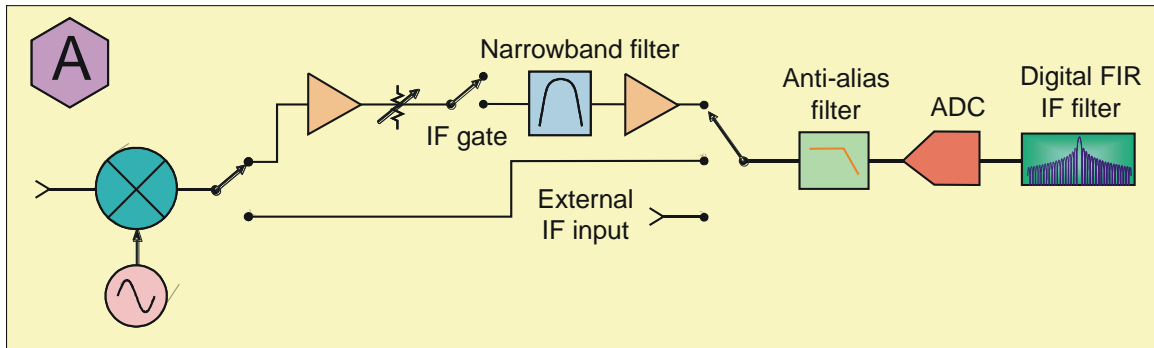 A
Narrowband filter
IF gate
Anti-alias
filter
ADC
Digital FIR
IF filter
External
IF input